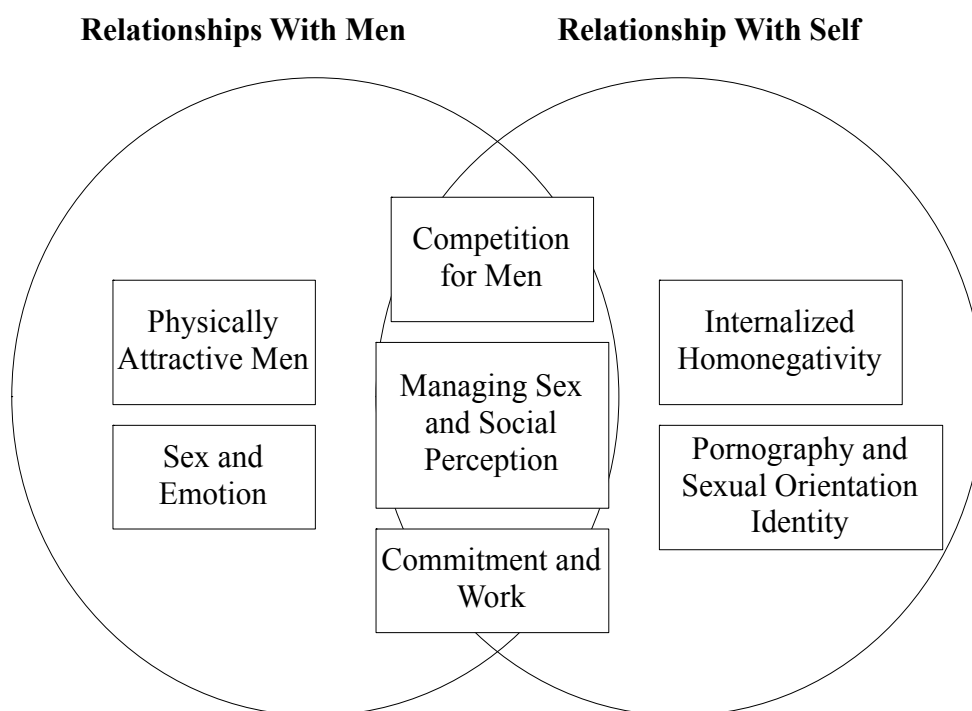 Relationships With Men
Relationship With Self
Competition
for Men
Physically
Attractive Men
Internalized
Homonegativity
Managing Sex
and Social
Perception
Sex and
Emotion
Pornography and
Sexual Orientation
Identity
Commitment and
Work